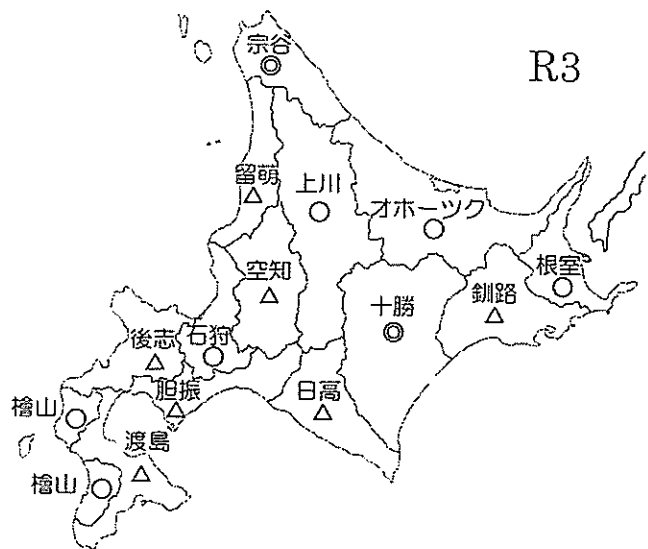 宗谷
◎
R3
留萌
△
上川
○
オホーツク
○
空知
△
根室
○
釧路
△
十勝
◎
後志
△
石狩
○
胆振
△
日高
△
檜山
○
渡島
△
檜山
○